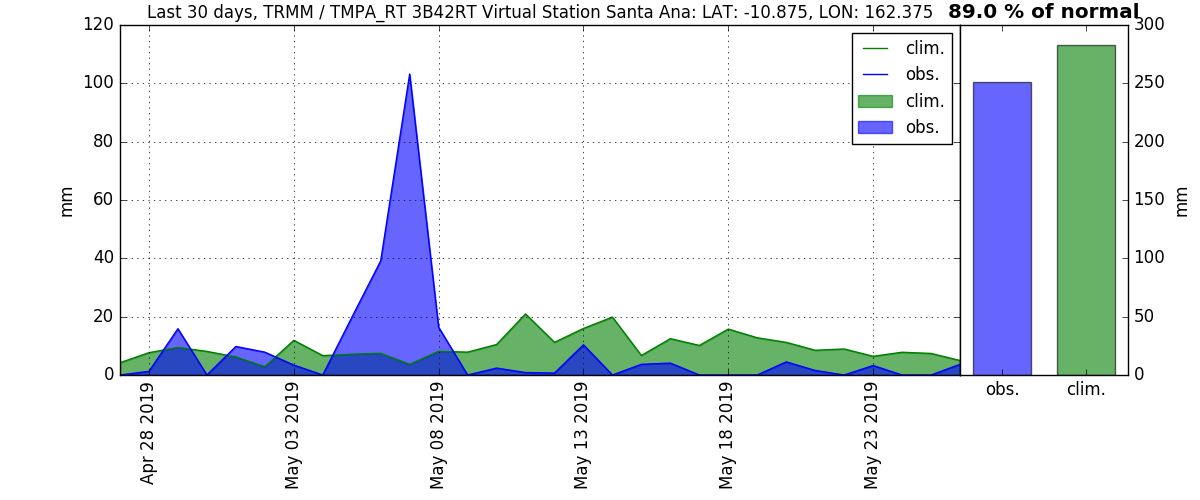 Last 30 days, TRMM / TMPA_RT 3B42RT Virtual Station Santa Ana: LAT: -10.875, LON: 162.375
89.0 % of normal
120
100
80
60
40
20
0
mm
clim.
obs.
clim.
obs.
Apr 28 2019
May 03 2019
May 08 2019
May 13 2019
May 18 2019
May 23 2019
300
250
200
150
100
50
0
mm
obs.
clim.